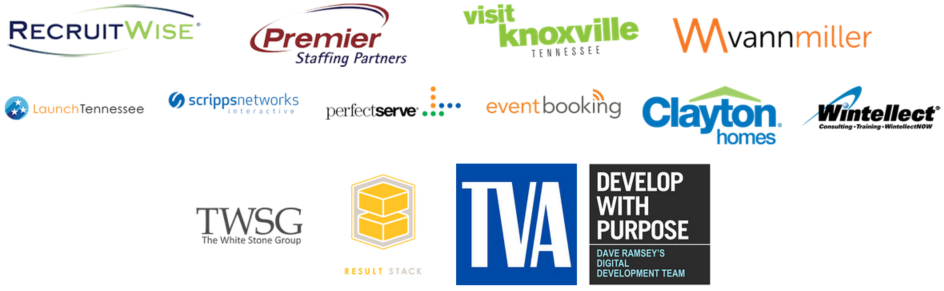 RECRUITWISE®
Premier
Staffing Partners
visit
knoxville
TENNESSEE
vannmiller
LaunchTennessee
scrippsnetworks
interactive
perfectserve®
eventbooking
Clayton®
homes
Wintellect®
Consulting • Training • WintellectNOW
TWSG
The White Stone Group
RESULT STACK
TVA
DEVELOP
WITH
PURPOSE
DAVE RAMSEY'S
DIGITAL
DEVELOPMENT TEAM